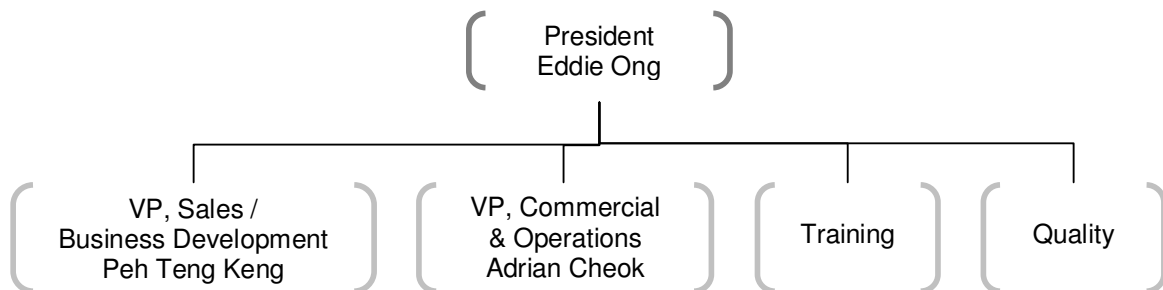 President
Eddie Ong
VP, Sales /
Business Development
Peh Teng Keng
VP, Commercial
& Operations
Adrian Cheok
Training
Quality